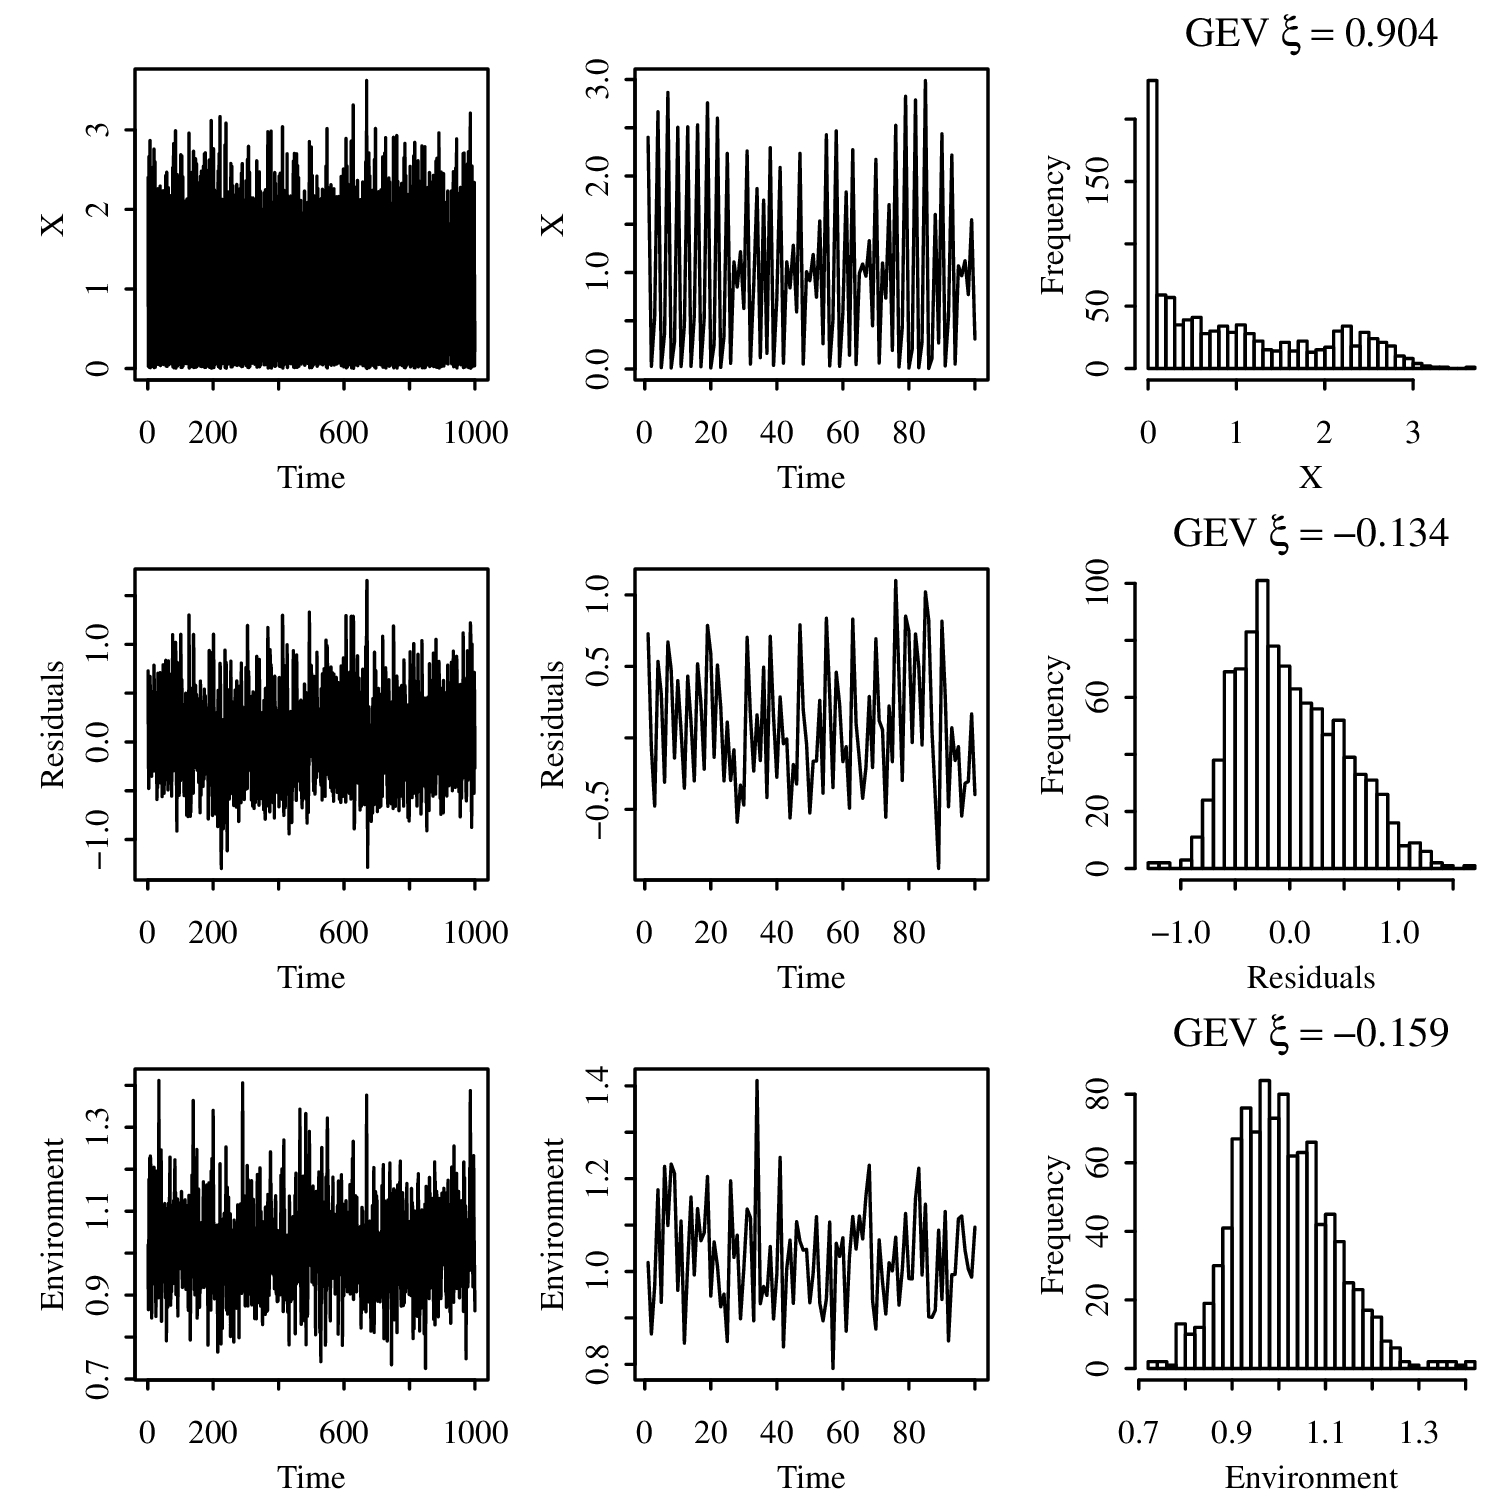 GEV ξ = 0.904
X
0 1 2 3
0 200 600 1000
Time
X
0.0 1.0 2.0 3.0
0 20 40 60 80
Time
Frequency
0 50 150
0 1 2 3
X
GEV ξ = −0.134
Residuals
−1.0 0.0 1.0
0 200 600 1000
Time
Residuals
−0.5 0.5 1.0
0 20 40 60 80
Time
Frequency
0 20 60 100
−1.0 0.0 1.0
Residuals
GEV ξ = −0.159
Environment
0.7 0.9 1.1 1.3
0 200 600 1000
Time
Environment
0.8 1.0 1.2 1.4
0 20 40 60 80
Time
Frequency
0 20 40 60 80
0.7 0.9 1.1 1.3
Environment